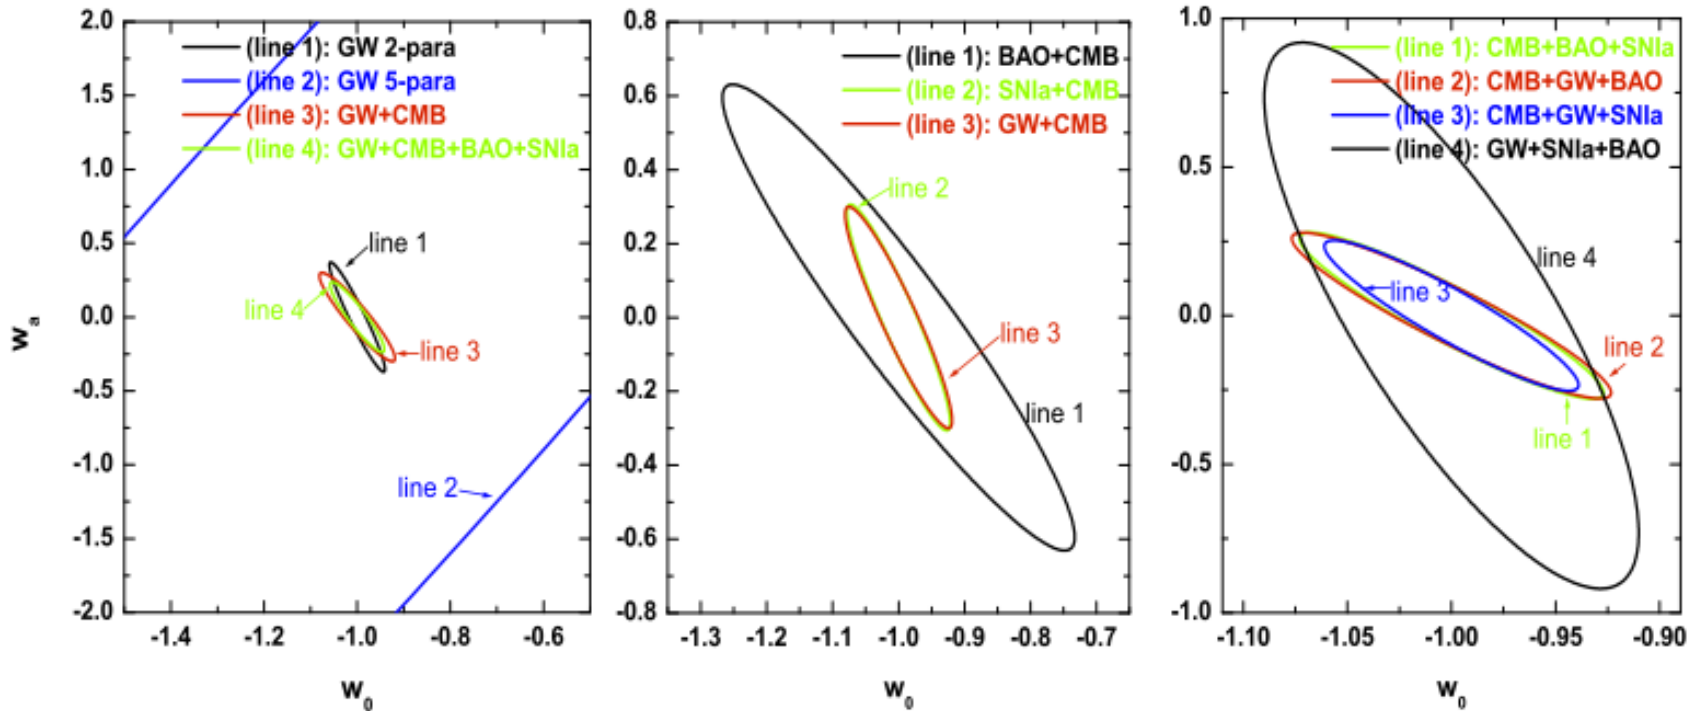 (line 1): GW 2-para
(line 2): GW 5-para
(line 3): GW+CMB
(line 4): GW+CMB+BAO+SNIa
line 1
line 4
line 3
line 2
2.0
1.5
1.0
0.5
0.0
-0.5
-1.0
-1.5
-2.0
w_a
-1.4
-1.2
-1.0
-0.8
-0.6
w_0
(line 1): BAO+CMB
(line 2): SNIa+CMB
(line 3): GW+CMB
line 2
line 3
line 1
0.8
0.6
0.4
0.2
0.0
-0.2
-0.4
-0.6
-0.8
-1.3
-1.2
-1.1
-1.0
-0.9
-0.8
-0.7
w_0
(line 1): CMB+BAO+SNIa
(line 2): CMB+GW+BAO
(line 3): CMB+GW+SNIa
(line 4): GW+SNIa+BAO
line 4
line 3
line 2
line 1
1.0
0.5
0.0
-0.5
-1.0
-1.10
-1.05
-1.00
-0.95
-0.90
w_0